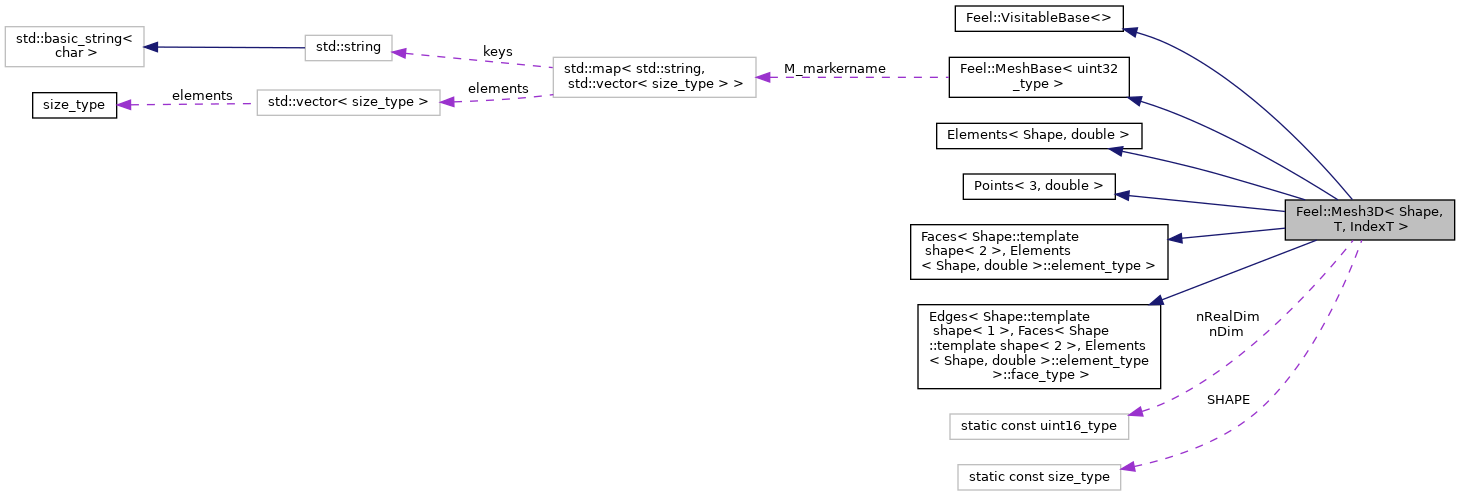 std::basic_string<
char >
std::string
keys
size_type
elements
std::vector< size_type >
elements
std::map< std::string,
std::vector< size_type > >
M_markername
Feel::VisitableBase<>
Feel::MeshBase< uint32
_type >
Elements< Shape, double >
Points< 3, double >
Faces< Shape::template
shape< 2 >, Elements
< Shape, double >::element_type >
Edges< Shape::template
shape< 1 >, Faces< Shape
::template shape< 2 >, Elements
< Shape, double >::element_type
>::face_type >
static const uint16_type
static const size_type
nRealDim
nDim
SHAPE
Feel::Mesh3D< Shape,
T, IndexT >